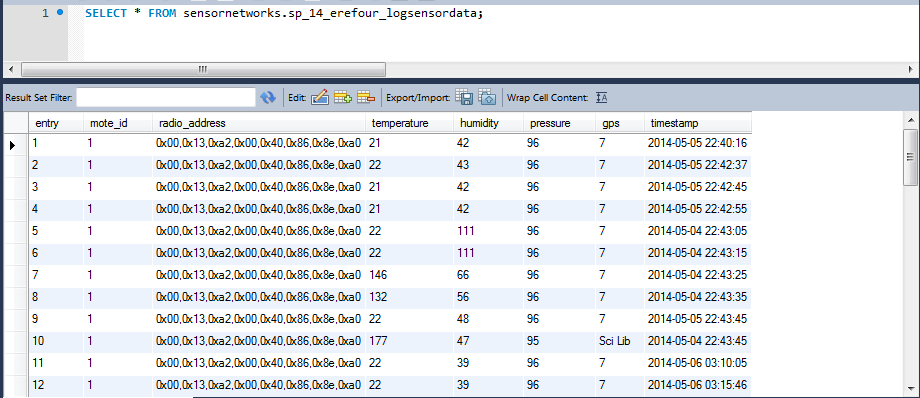 1 SELECT * FROM sensornetworks.sp_14_erefour_logsensordata;
Result Set Filter: Edit: Export/Import: Wrap Cell Content:
entry mote_id radio_address temperature humidity pressure gps timestamp
1 1 0x00,0x13,0xa2,0x00,0x40,0x86,0x8e,0xa0 21 42 96 7 2014-05-05 22:40:16
2 1 0x00,0x13,0xa2,0x00,0x40,0x86,0x8e,0xa0 22 43 96 7 2014-05-05 22:42:37
3 1 0x00,0x13,0xa2,0x00,0x40,0x86,0x8e,0xa0 21 42 96 7 2014-05-05 22:42:45
4 1 0x00,0x13,0xa2,0x00,0x40,0x86,0x8e,0xa0 21 42 96 7 2014-05-05 22:42:55
5 1 0x00,0x13,0xa2,0x00,0x40,0x86,0x8e,0xa0 22 111 96 7 2014-05-04 22:43:05
6 1 0x00,0x13,0xa2,0x00,0x40,0x86,0x8e,0xa0 22 111 96 7 2014-05-04 22:43:15
7 1 0x00,0x13,0xa2,0x00,0x40,0x86,0x8e,0xa0 146 66 96 7 2014-05-04 22:43:25
8 1 0x00,0x13,0xa2,0x00,0x40,0x86,0x8e,0xa0 132 56 96 7 2014-05-04 22:43:35
9 1 0x00,0x13,0xa2,0x00,0x40,0x86,0x8e,0xa0 22 48 96 7 2014-05-05 22:43:45
10 1 0x00,0x13,0xa2,0x00,0x40,0x86,0x8e,0xa0 177 47 95 Sci Lib 2014-05-04 22:43:45
11 1 0x00,0x13,0xa2,0x00,0x40,0x86,0x8e,0xa0 22 39 96 7 2014-05-06 03:10:05
12 1 0x00,0x13,0xa2,0x00,0x40,0x86,0x8e,0xa0 22 39 96 7 2014-05-06 03:15:46